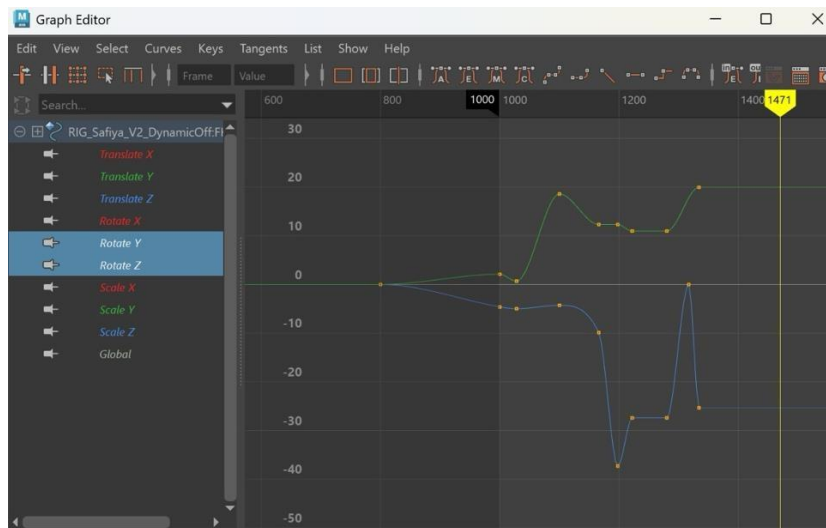 Graph Editor
Edit View Select Curves Keys Tangents List Show Help
Frame Value
Search...
600 800 1000 1000 1200 1400 1471
RIG_Safiya_V2_DynamicOff:F
Translate X
Translate Y
Translate Z
Rotate X
Rotate Y
Rotate Z
Scale X
Scale Y
Scale Z
Global
30
20
10
0
-10
-20
-30
-40
-50